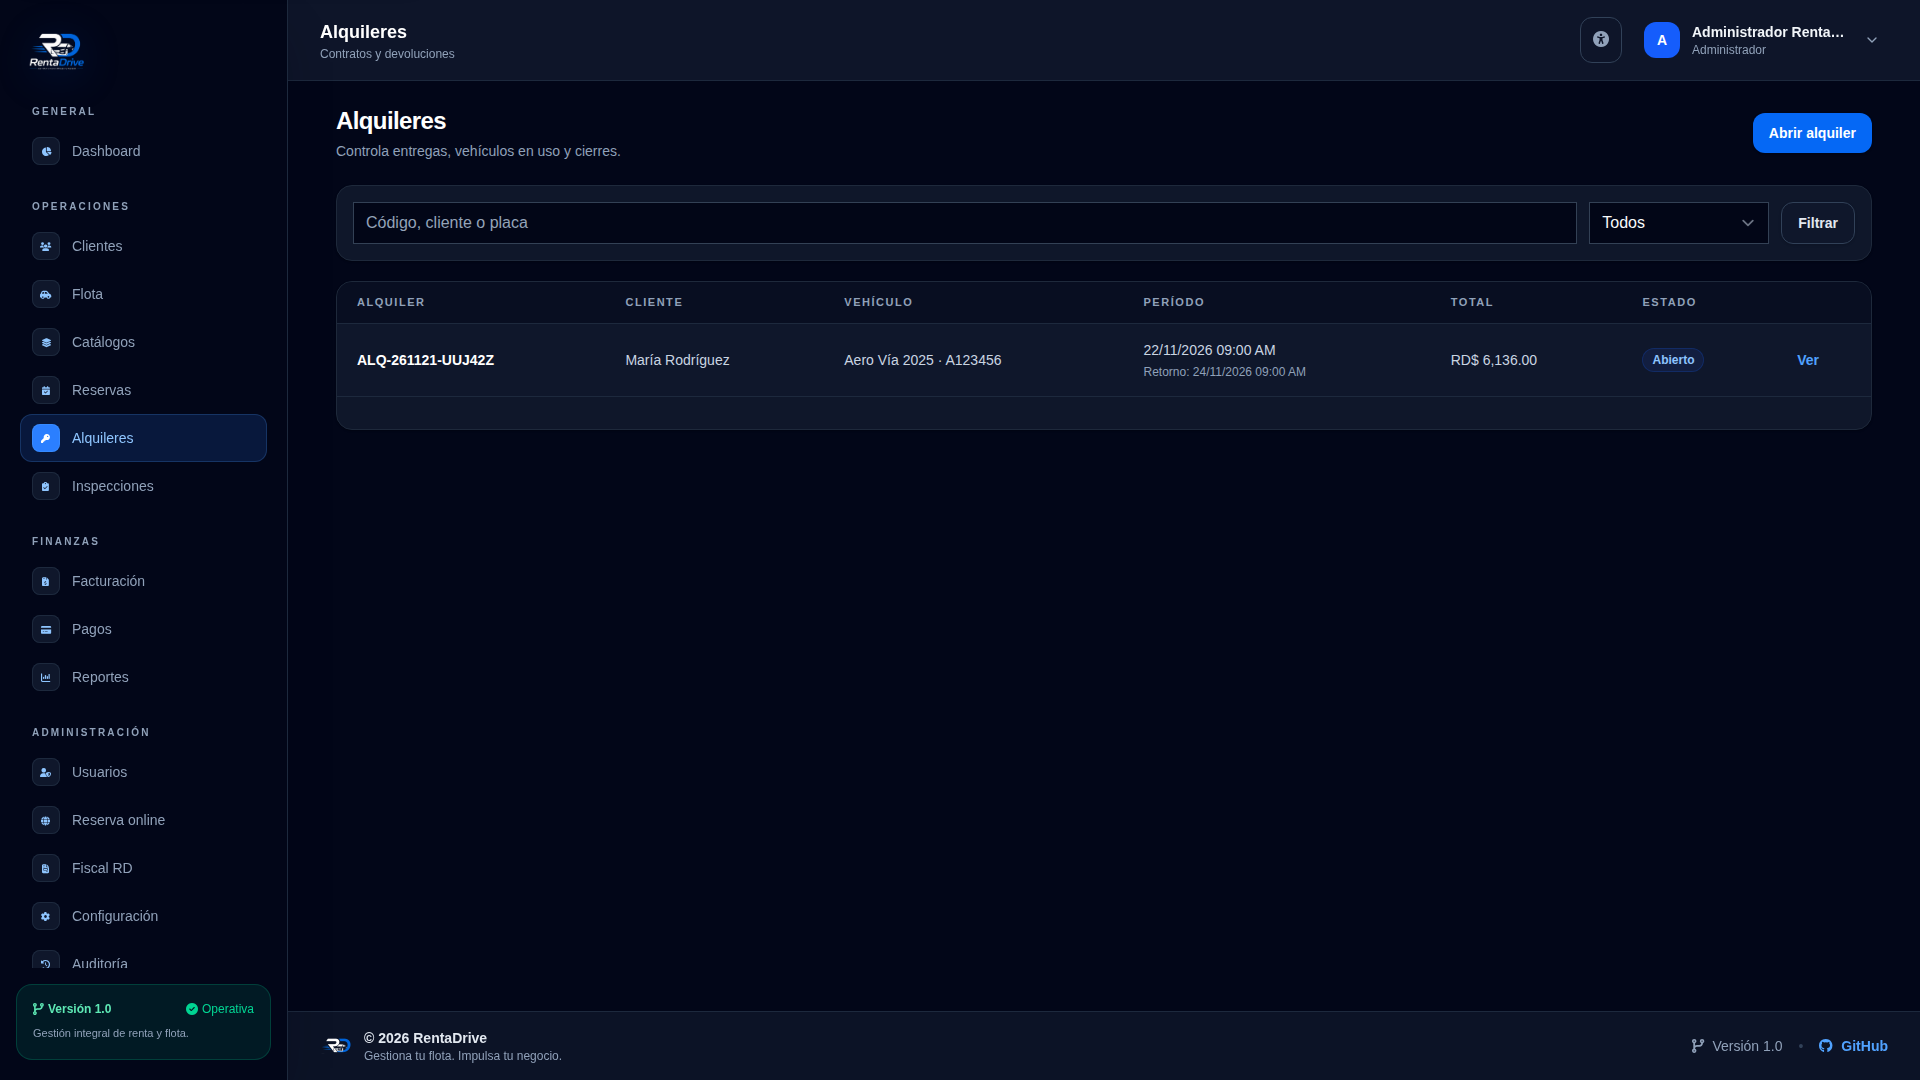 RentaDrive
GENERAL
Dashboard
OPERACIONES
Clientes
Flota
Catálogos
Reservas
Alquileres
Inspecciones
FINANZAS
Facturación
Pagos
Reportes
ADMINISTRACIÓN
Usuarios
Reserva online
Fiscal RD
Configuración
Auditoría
Versión 1.0 Operativa
Gestión integral de renta y flota.
Alquileres
Contratos y devoluciones
A
Administrador Renta…
Administrador
Alquileres
Controla entregas, vehículos en uso y cierres.
Abrir alquiler
Código, cliente o placa Todos Filtrar
ALQUILER CLIENTE VEHÍCULO PERÍODO TOTAL ESTADO
ALQ-261121-UUJ42Z María Rodríguez Aero Vía 2025 · A123456 22/11/2026 09:00 AM RD$ 6,136.00 Abierto Ver
Retorno: 24/11/2026 09:00 AM
© 2026 RentaDrive
Gestiona tu flota. Impulsa tu negocio.
Versión 1.0 • GitHub